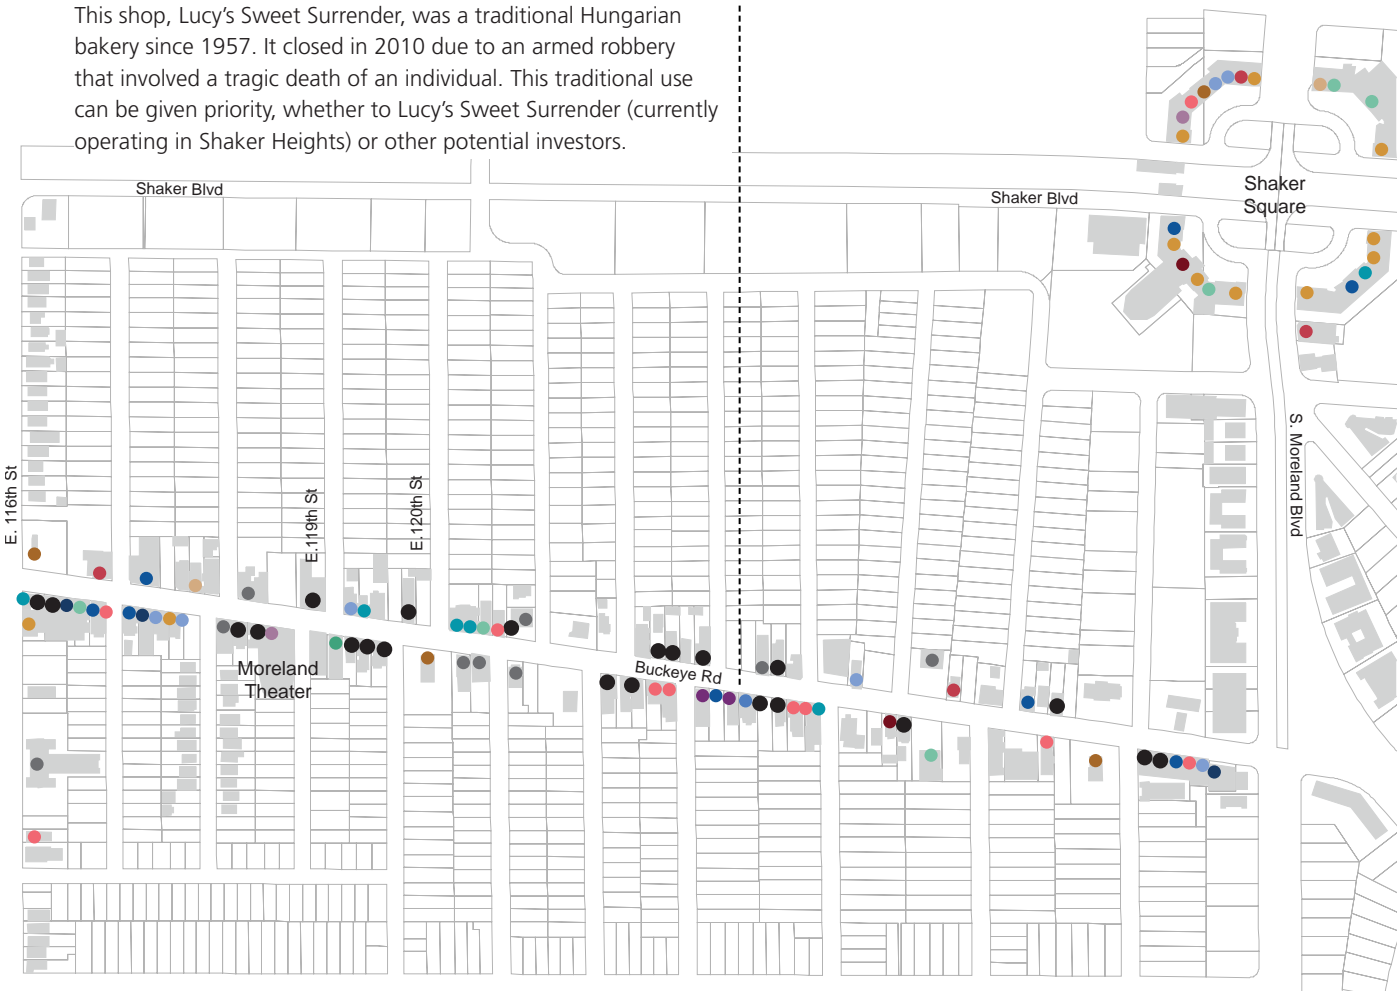 This shop, Lucy’s Sweet Surrender, was a traditional Hungarian
bakery since 1957. It closed in 2010 due to an armed robbery
that involved a tragic death of an individual. This traditional use
can be given priority, whether to Lucy’s Sweet Surrender (currently
operating in Shaker Heights) or other potential investors.
Shaker Blvd
Shaker Blvd
Shaker
Square
E. 116th St
E.119th St
E.120th St
S. Moreland Blvd
Moreland
Theater
Buckeye Rd